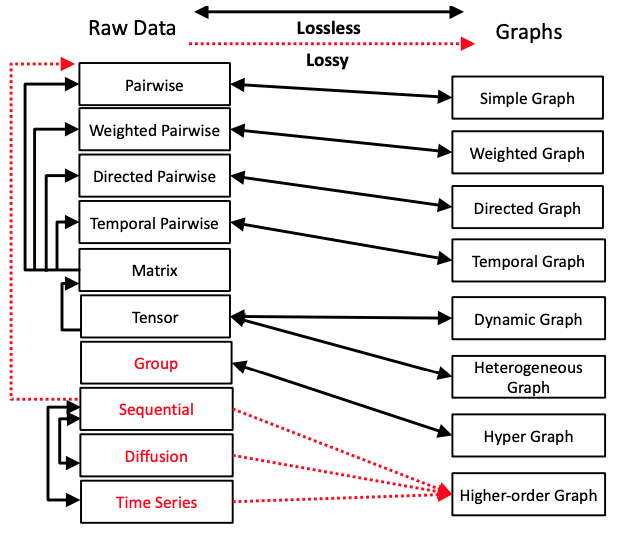 Raw Data
Lossless
Graphs
Lossy
Pairwise
Simple Graph
Weighted Pairwise
Weighted Graph
Directed Pairwise
Directed Graph
Temporal Pairwise
Temporal Graph
Matrix
Tensor
Dynamic Graph
Group
Heterogeneous
Graph
Sequential
Hyper Graph
Diffusion
Time Series
Higher-order Graph